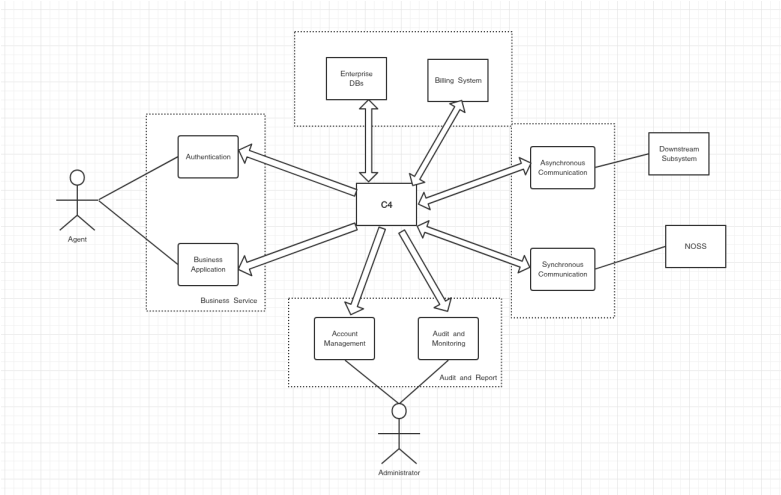 Enterprise
DBs
Billing System
Authentication
Asynchronous
Communication
Downstream
Subsystem
C4
Agent
Business
Application
Synchronous
Communication
NOSS
Business Service
Account
Management
Audit and
Monitoring
Audit and Report
Administrator